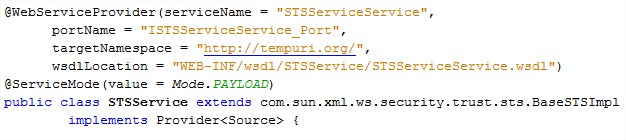 @WebServiceProvider(serviceName = "STSServiceService",
portName = "ISTSServiceService_Port",
targetNamespace = "http://tempuri.org/",
wsdlLocation = "WEB-INF/wsdl/STSService/STSServiceService.wsdl")
@ServiceMode(value = Mode.PAYLOAD)
public class STSService extends com.sun.xml.ws.security.trust.sts.BaseSTSImpl
implements Provider<Source> {